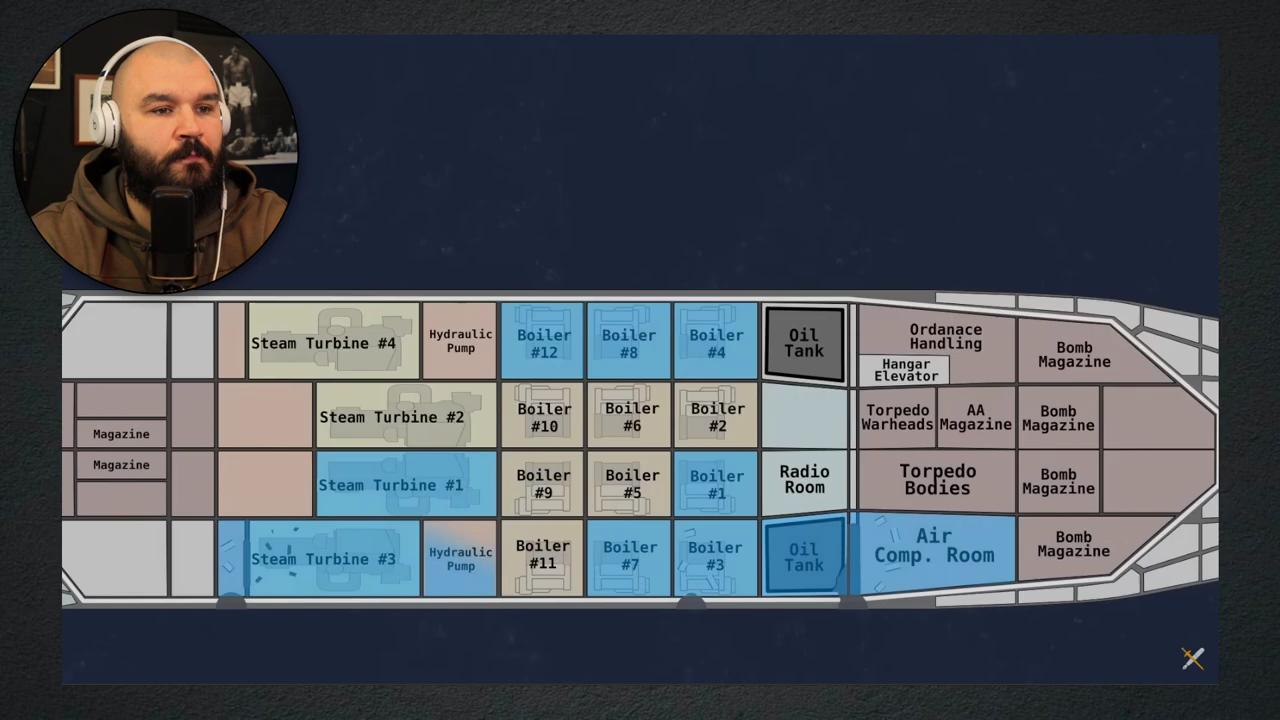 Steam Turbine #4
Hydraulic
Pump
Boiler
#12
Boiler
#8
Boiler
#4
Oil
Tank
Ordanace
Handling
Hangar
Elevator
Bomb
Magazine
Magazine
Steam Turbine #2
Boiler
#10
Boiler
#6
Boiler
#2
Torpedo
Warheads
AA
Magazine
Bomb
Magazine
Magazine
Steam Turbine #1
Boiler
#9
Boiler
#5
Boiler
#1
Radio
Room
Torpedo
Bodies
Bomb
Magazine
Steam Turbine #3
Hydraulic
Pump
Boiler
#11
Boiler
#7
Boiler
#3
Oil
Tank
Air
Comp. Room
Bomb
Magazine